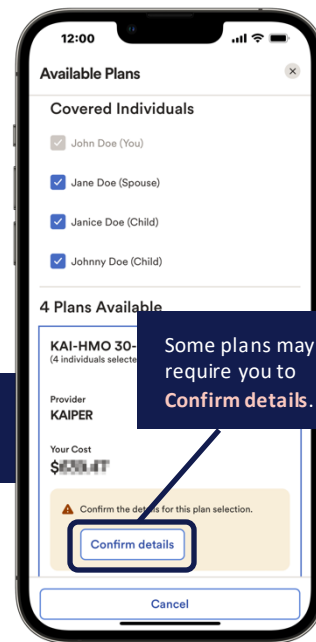 12:00
Available Plans
Covered Individuals
John Doe (You)
Jane Doe (Spouse)
Janice Doe (Child)
Johnny Doe (Child)
4 Plans Available
KAI-HMO 30-
(4 individuals selecte
Some plans may
require you to
Confirm details.
Provider
KAIPER
Your Cost
$
Confirm the details for this plan selection.
Confirm details
Cancel